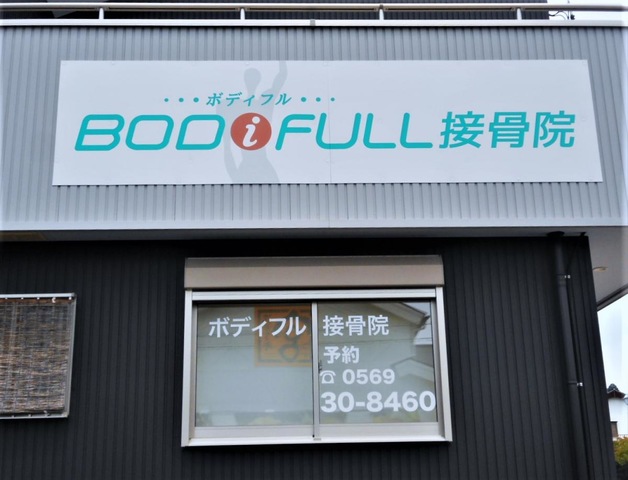 ・・・ボディフル・・・
BODiFULL接骨院
ボディフル 接骨院
予約
☎ 0569
30-8460